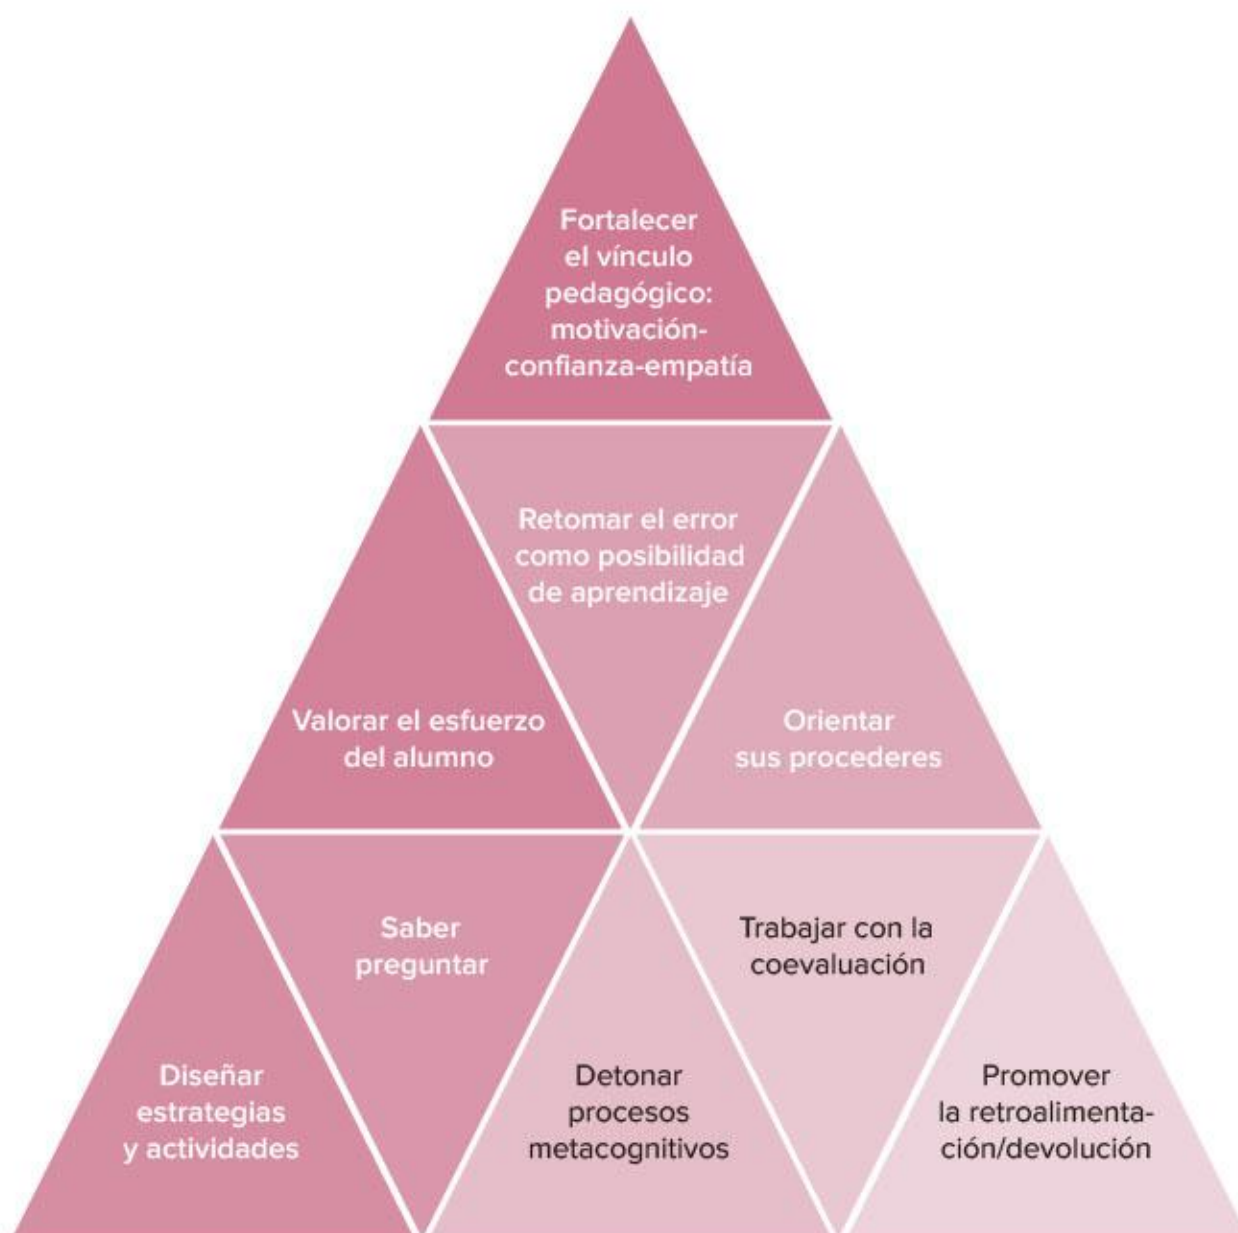 Fortalecer
el vínculo
pedagógico:
motivación-
confianza-empatía
Retomar el error
como posibilidad
de aprendizaje
Valorar el esfuerzo
del alumno
Orientar
sus procederes
Saber
preguntar
Trabajar con la
coevaluación
Diseñar
estrategias
y actividades
Detonar
procesos
metacognitivos
Promover
la retroalimenta-
ción/devolución